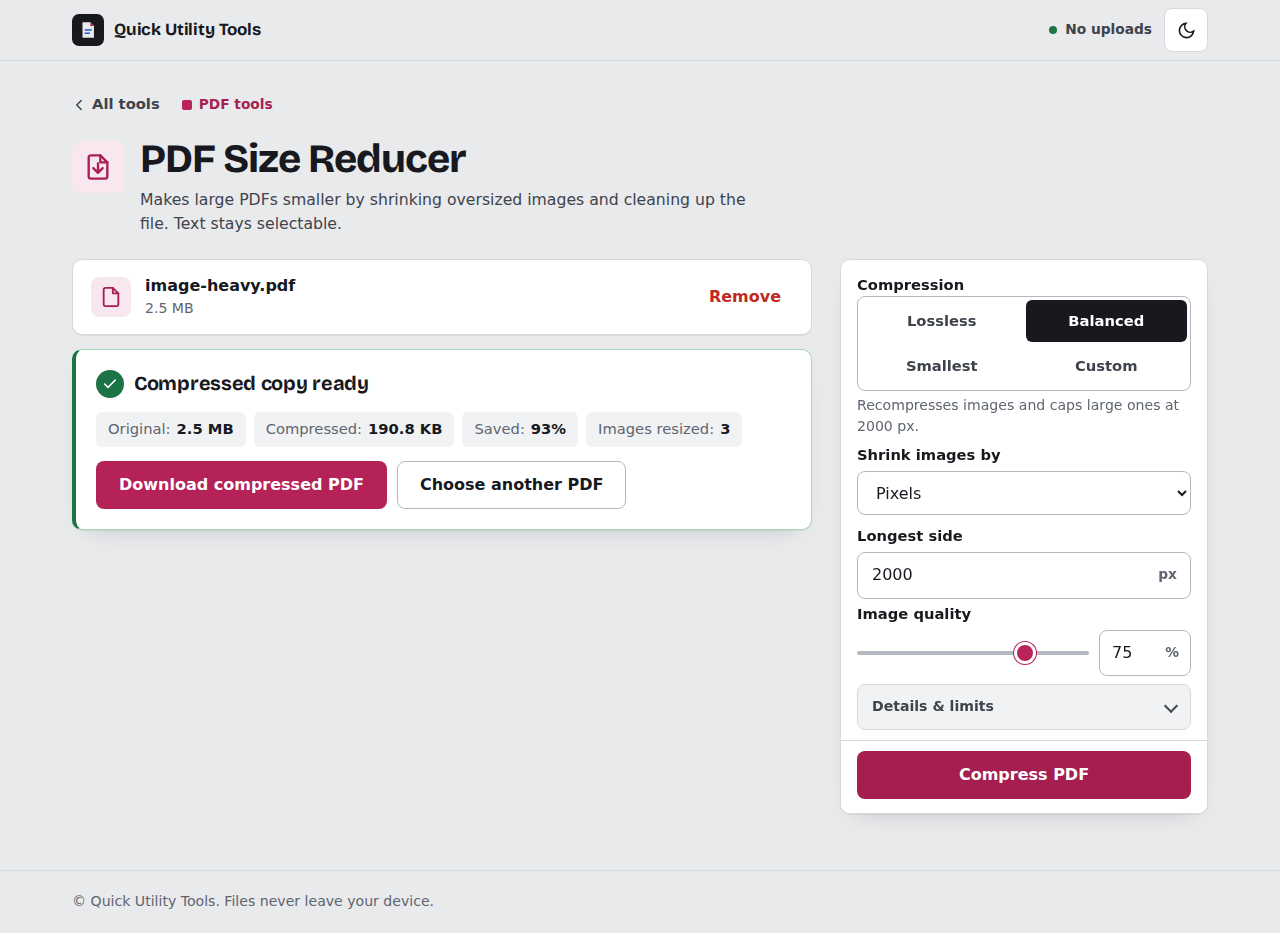 Quick Utility Tools
No uploads
All tools
PDF tools
PDF Size Reducer
Makes large PDFs smaller by shrinking oversized images and cleaning up the
file. Text stays selectable.
image-heavy.pdf
2.5 MB
Remove
Compressed copy ready
Original: 2.5 MB
Compressed: 190.8 KB
Saved: 93%
Images resized: 3
Download compressed PDF
Choose another PDF
Compression
Lossless
Balanced
Smallest
Custom
Recompresses images and caps large ones at
2000 px.
Shrink images by
Pixels
Longest side
2000 px
Image quality
75 %
Details & limits
Compress PDF
© Quick Utility Tools. Files never leave your device.